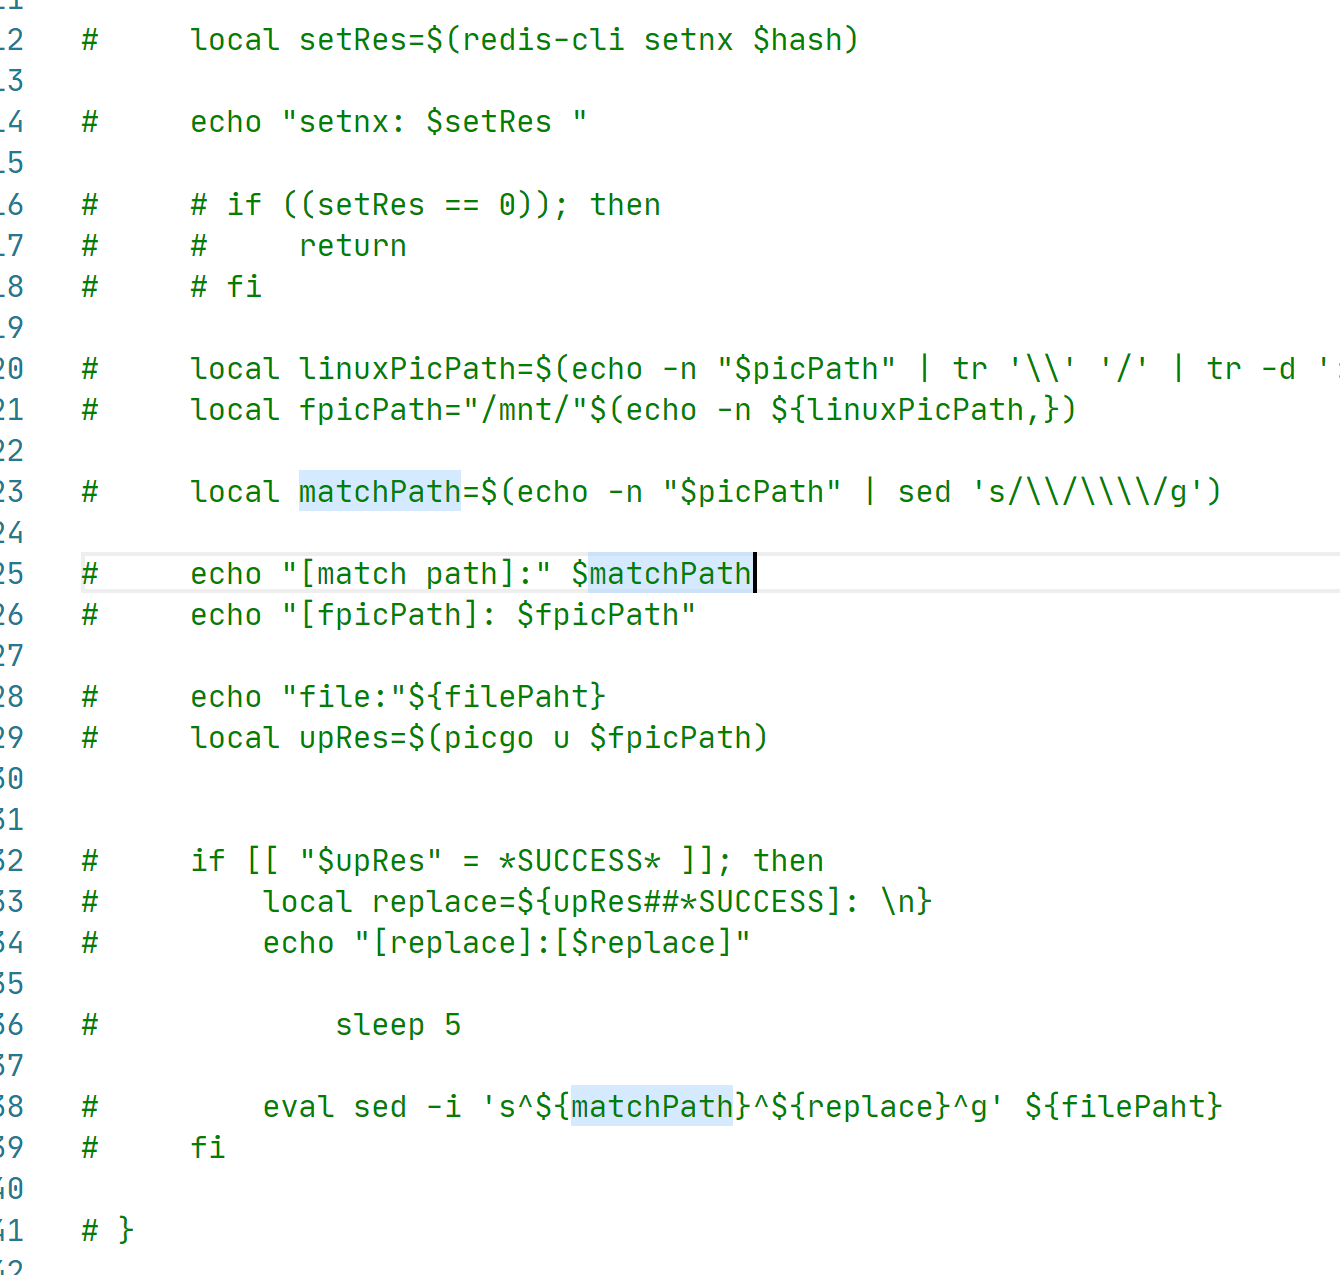 #     local setRes=$(redis-cli setnx $hash)
13
14 #     echo "setnx: $setRes "
15
16 #     # if ((setRes == 0)); then
17 #     #     return
18 #     # fi
19
20 #     local linuxPicPath=$(echo -n "$picPath" | tr '\\' '/' | tr -d '
21 #     local fpicPath="/mnt/"$(echo -n ${linuxPicPath,})
22
23 #     local matchPath=$(echo -n "$picPath" | sed 's/\\/\\\\/g')
24
25 #     echo "[match path]:" $matchPath
26 #     echo "[fpicPath]: $fpicPath"
27
28 #     echo "file:"${filePaht}
29 #     local upRes=$(picgo u $fpicPath)
30
31
32 #     if [[ "$upRes" = *SUCCESS* ]]; then
33 #         local replace=${upRes##*SUCCESS]: \n}
34 #         echo "[replace]:[$replace]"
35
36 #             sleep 5
37
38 #         eval sed -i 's^${matchPath}^${replace}^g' ${filePaht}
39 #     fi
40
41 # }
42